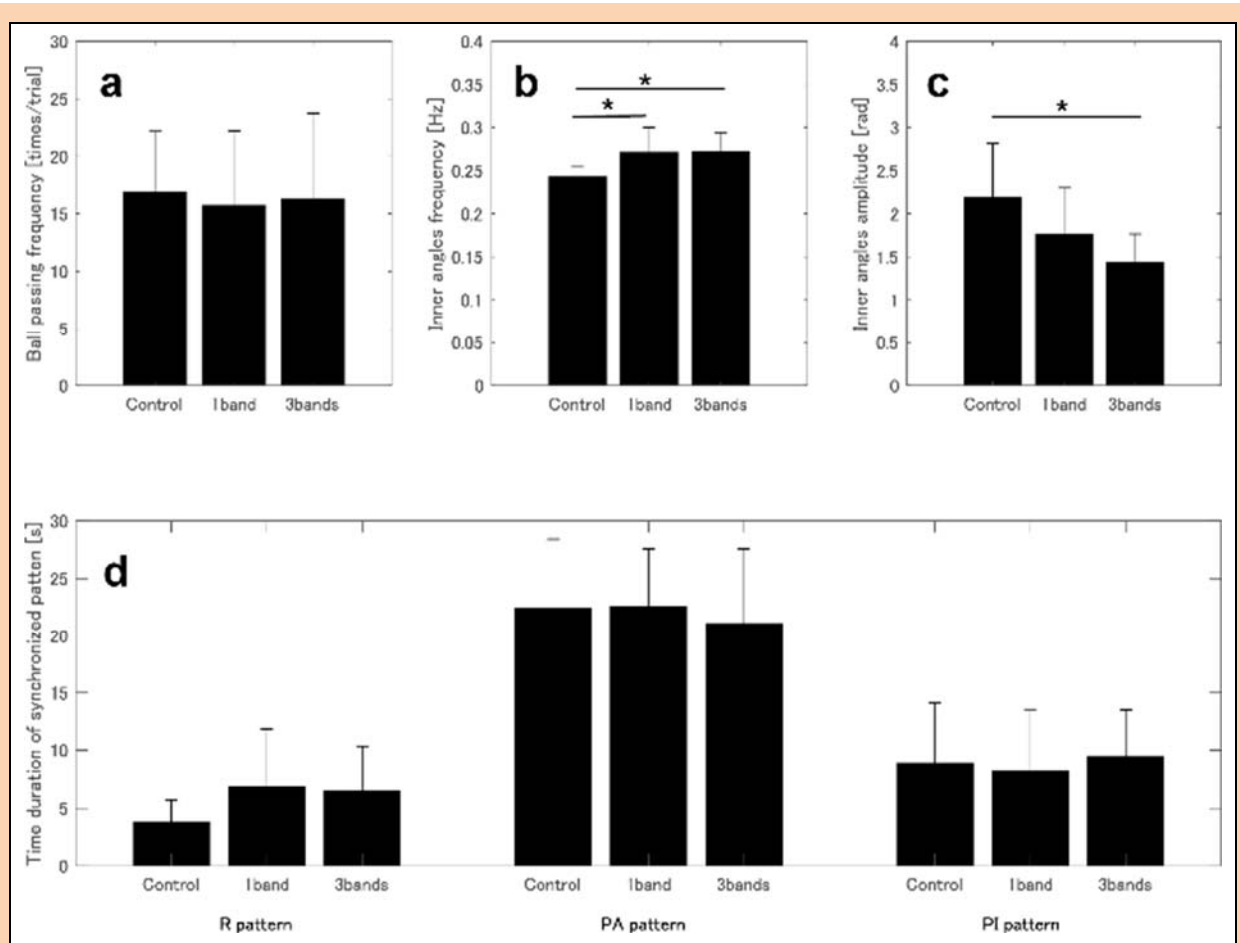 a
Ball passing frequency [timos/trial]
30
25
20
15
10
5
0
Control 1band 3bands
b
Inner angles frequency [Hz]
0.4
0.35
0.3
0.25
0.2
0.15
0.1
0.05
0
* *
Control 1band 3bands
c
Inner angles amplitude [rad]
4
3.5
3
2.5
2
1.5
1
0.5
0
*
Control 1band 3bands
d
Timo duration of synchronized patten [s]
30
25
20
15
10
5
0
Control 1band 3bands Control 1band 3bands Control 1band 3bands
R pattern PA pattern PI pattern